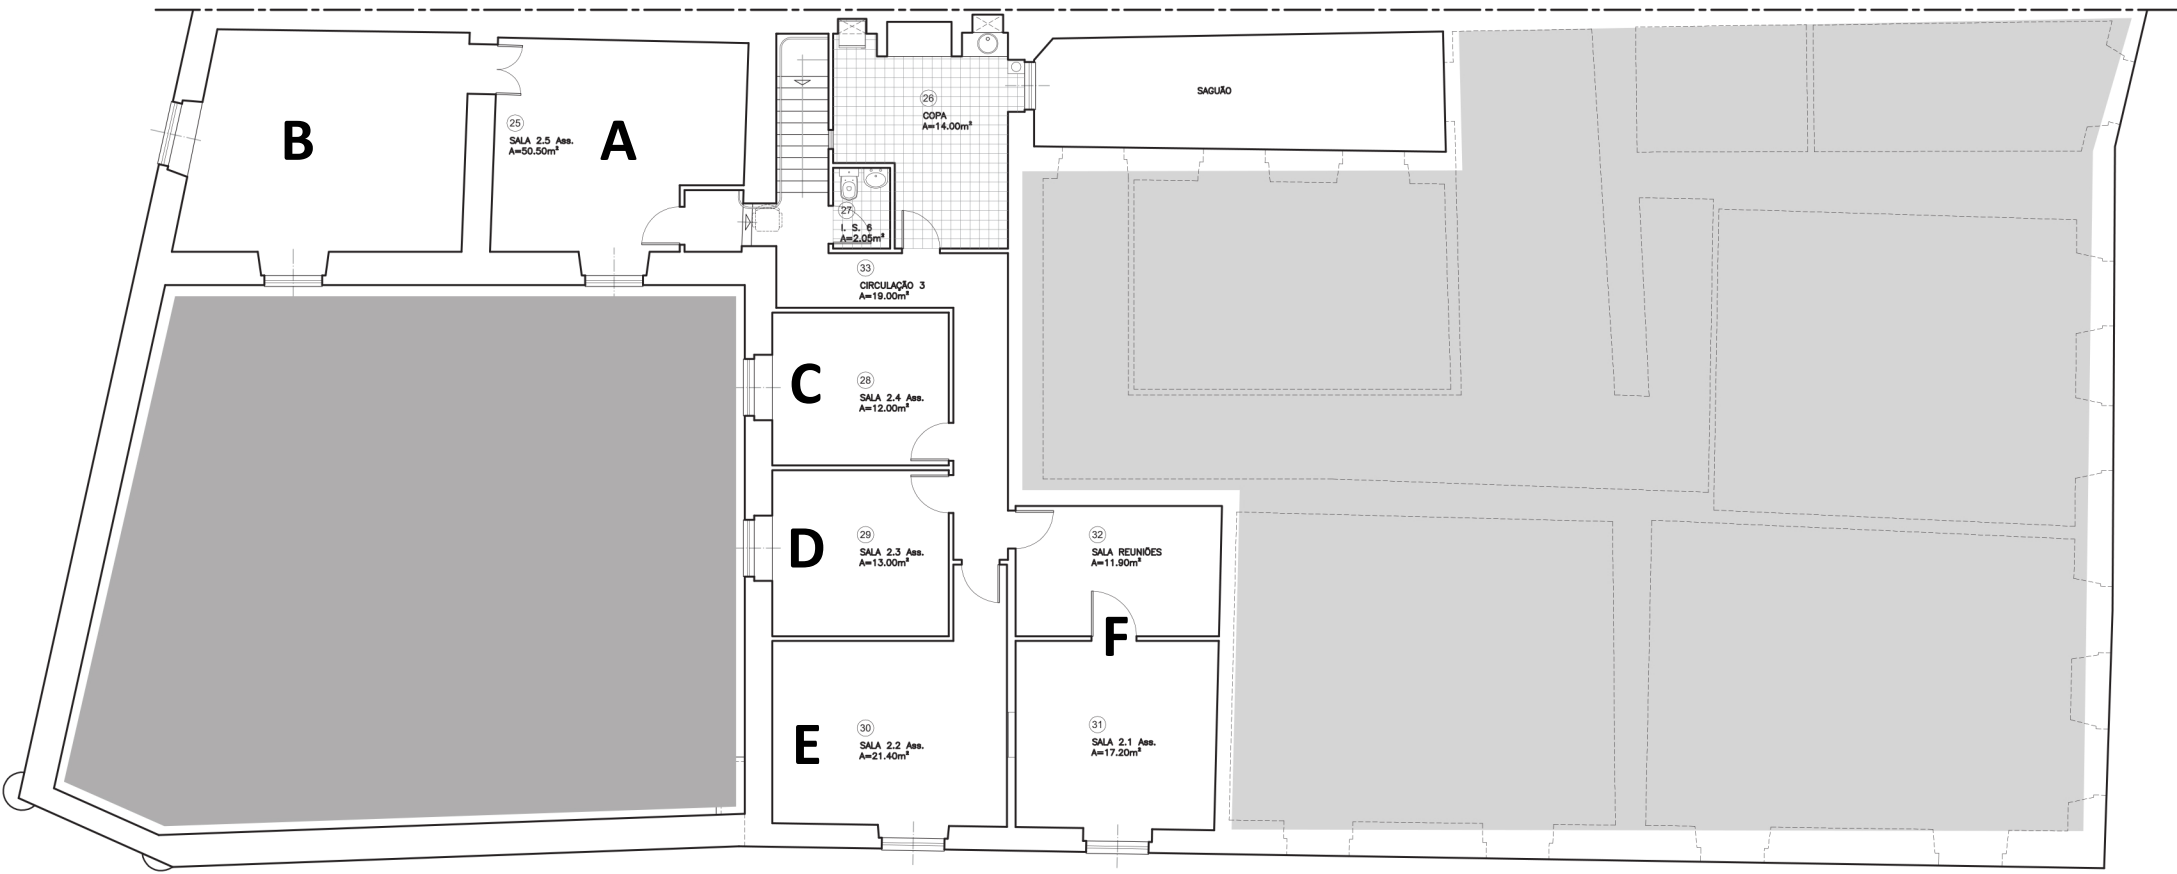 B
25
SALA 2.5 Ass.
A=50.50m²
A
26
COPA
A=14.00m²
SAGUÃO
27
I. S. 6
A=2.05m²
33
CIRCULAÇÃO 3
A=19.00m²
C
28
SALA 2.4 Ass.
A=12.00m²
D
29
SALA 2.3 Ass.
A=13.00m²
32
SALA REUNIÕES
A=11.90m²
F
E
30
SALA 2.2 Ass.
A=21.40m²
31
SALA 2.1 Ass.
A=17.20m²